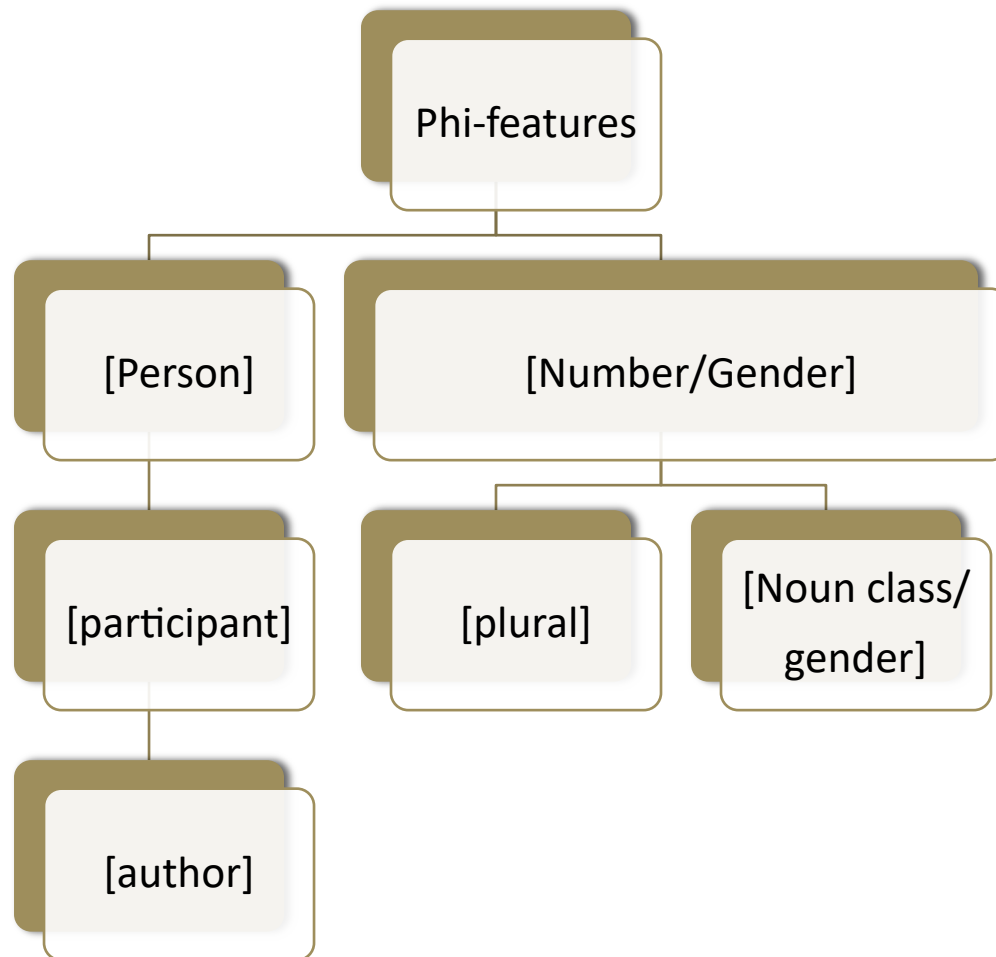 Phi-features
[Person]
[Number/Gender]
[participant]
[plural]
[Noun class/
gender]
[author]